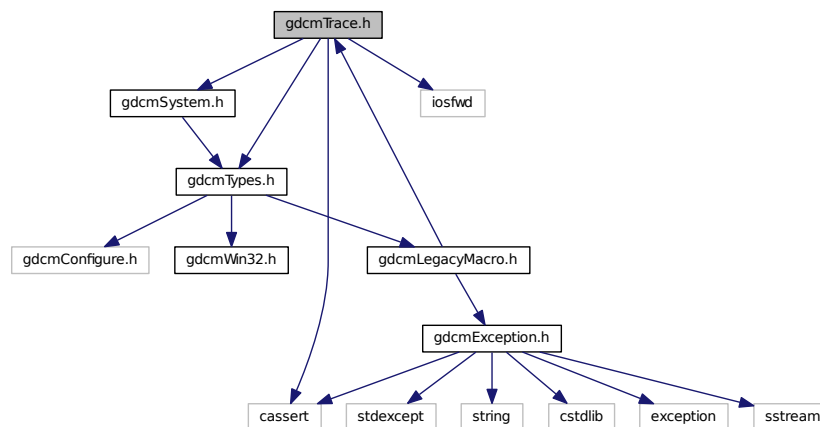 gdcmTrace.h
gdcmSystem.h
iosfwd
gdcmTypes.h
gdcmConfigure.h
gdcmWin32.h
gdcmLegacyMacro.h
gdcmException.h
cassert
stdexcept
string
cstdlib
exception
sstream